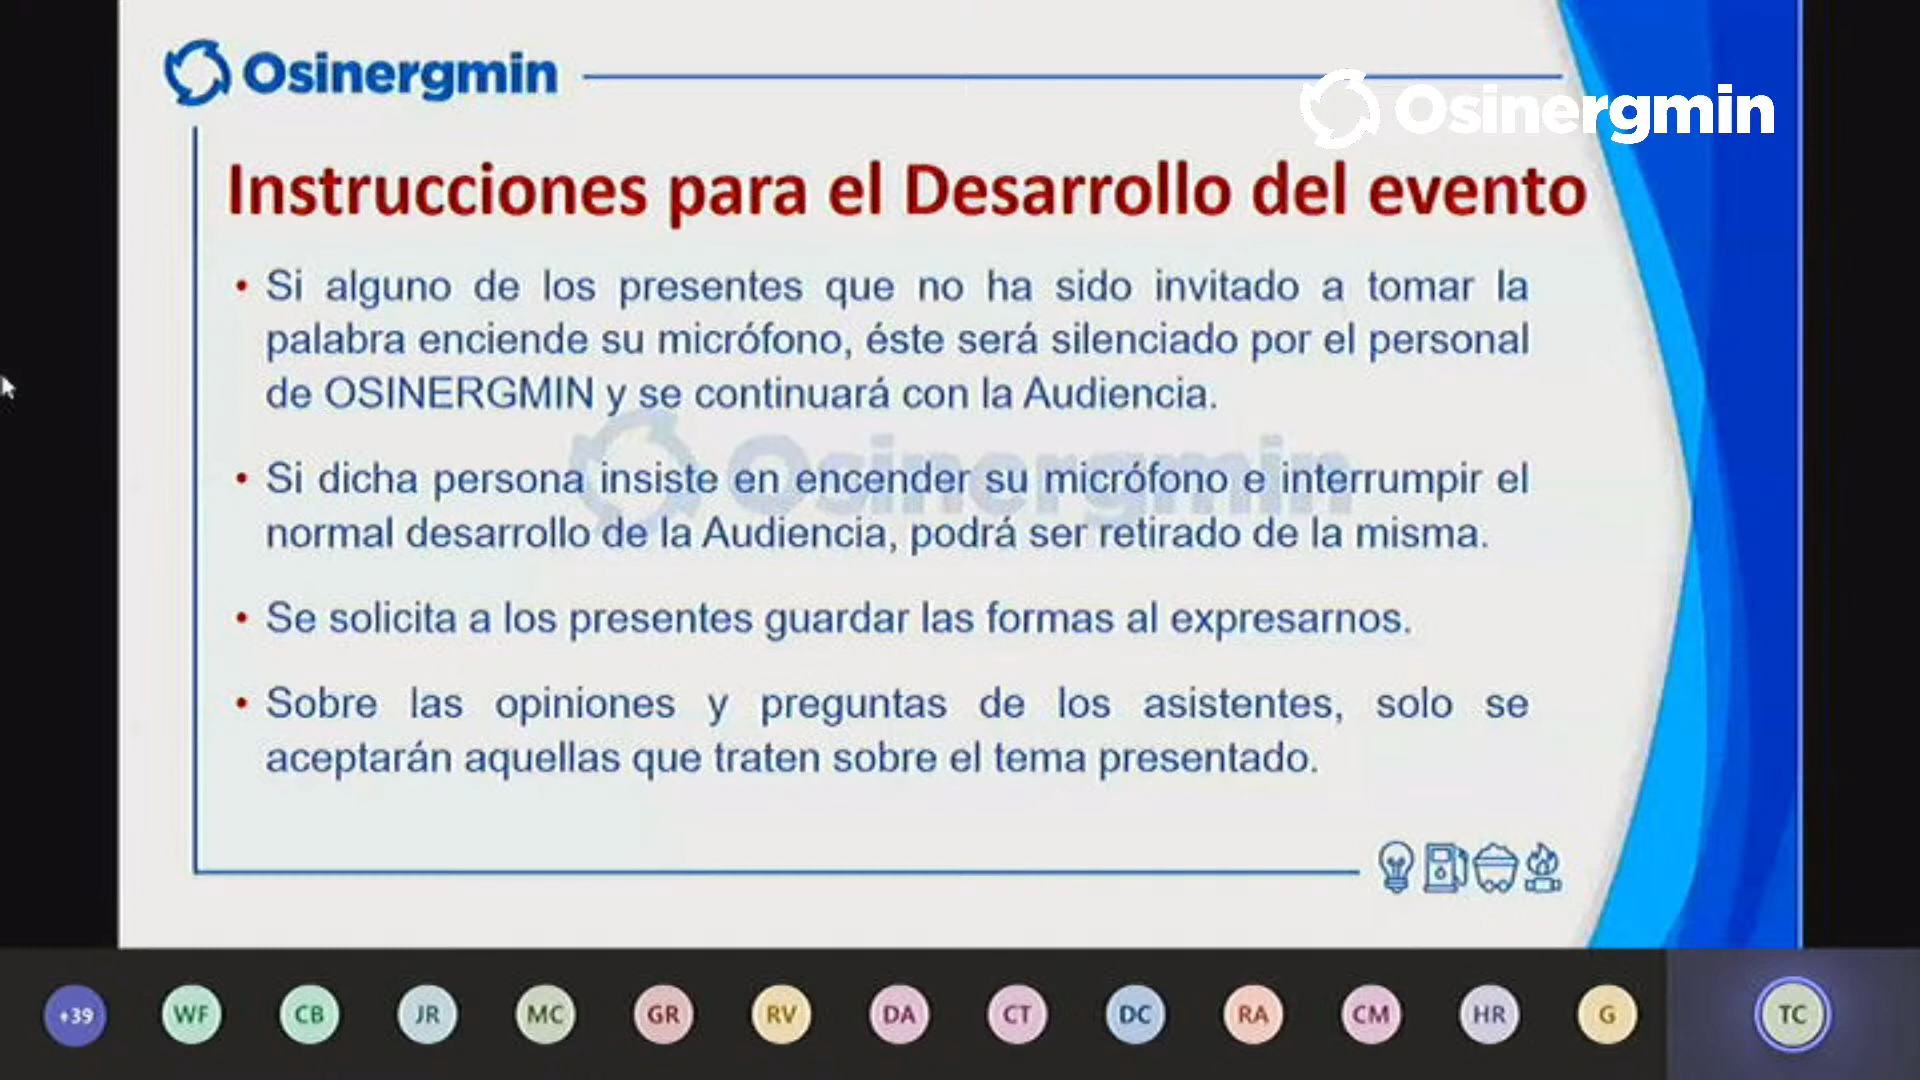 Osinergmin
Osinergmin
Instrucciones para el Desarrollo del evento
• Si alguno de los presentes que no ha sido invitado a tomar la
palabra enciende su micrófono, éste será silenciado por el personal
de OSINERGMIN y se continuará con la Audiencia.
Osinergmin
• Si dicha persona insiste en encender su micrófono e interrumpir el
normal desarrollo de la Audiencia, podrá ser retirado de la misma.
• Se solicita a los presentes guardar las formas al expresarnos.
• Sobre las opiniones y preguntas de los asistentes, solo se
aceptarán aquellas que traten sobre el tema presentado.
+39 WF CB JR MC GR RV DA CT DC RA CM HR G TC